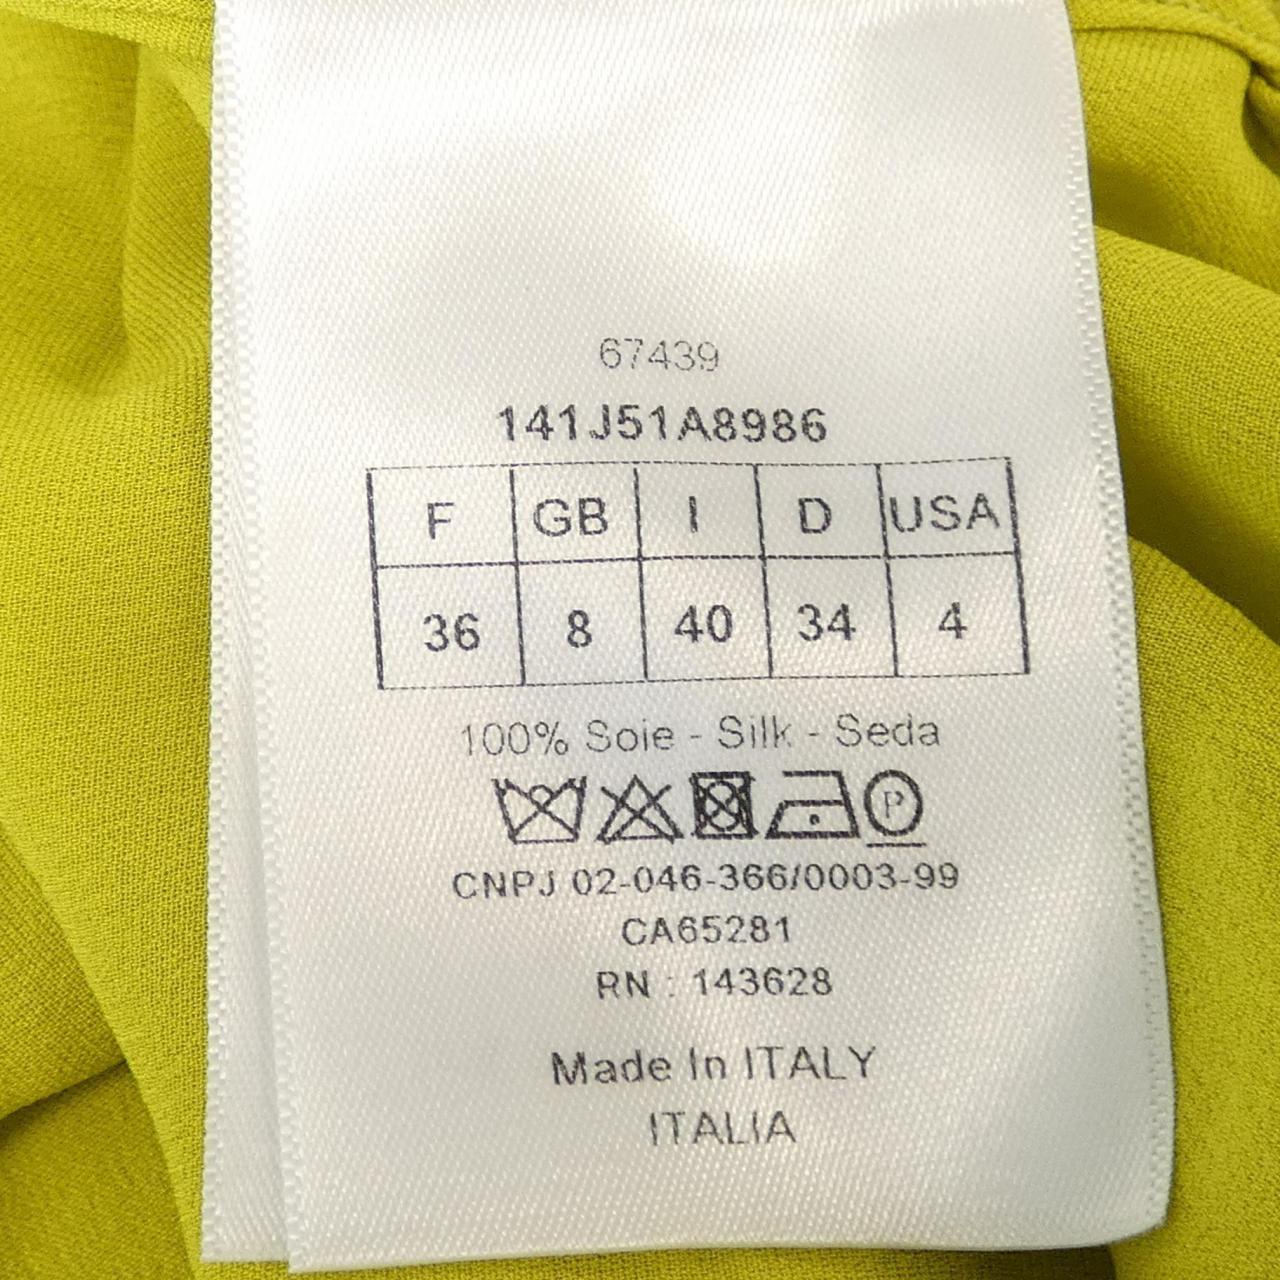 67439
141J51A8986
F GB I D USA
36 8 40 34 4
100% Soie - Silk - Seda
P
CNPJ 02-046-366/0003-99
CA65281
RN : 143628
Made In ITALY
ITALIA